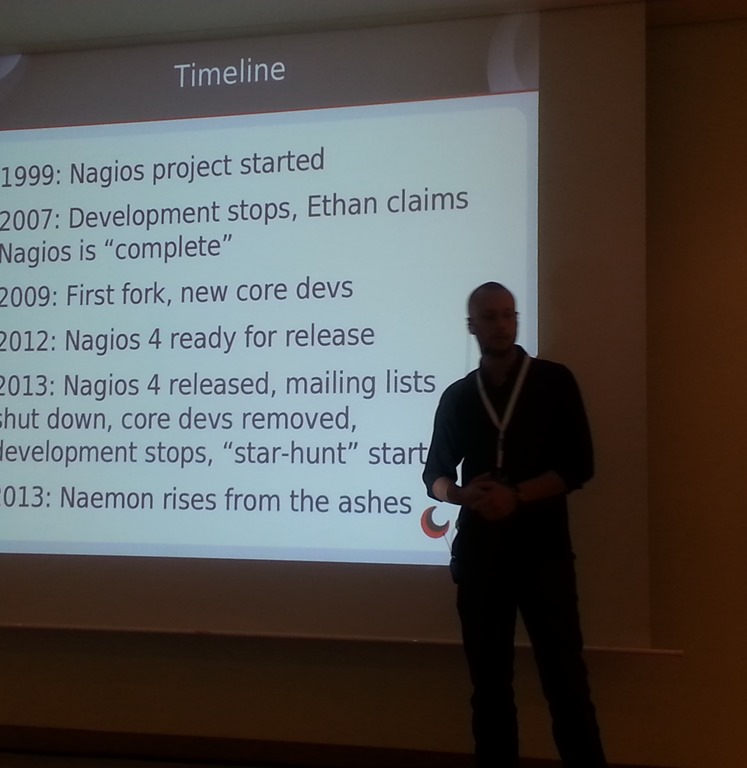 Timeline
1999: Nagios project started
2007: Development stops, Ethan claims
Nagios is “complete”
2009: First fork, new core devs
2012: Nagios 4 ready for release
2013: Nagios 4 released, mailing lists
shut down, core devs removed,
development stops, “star-hunt” start
2013: Naemon rises from the ashes